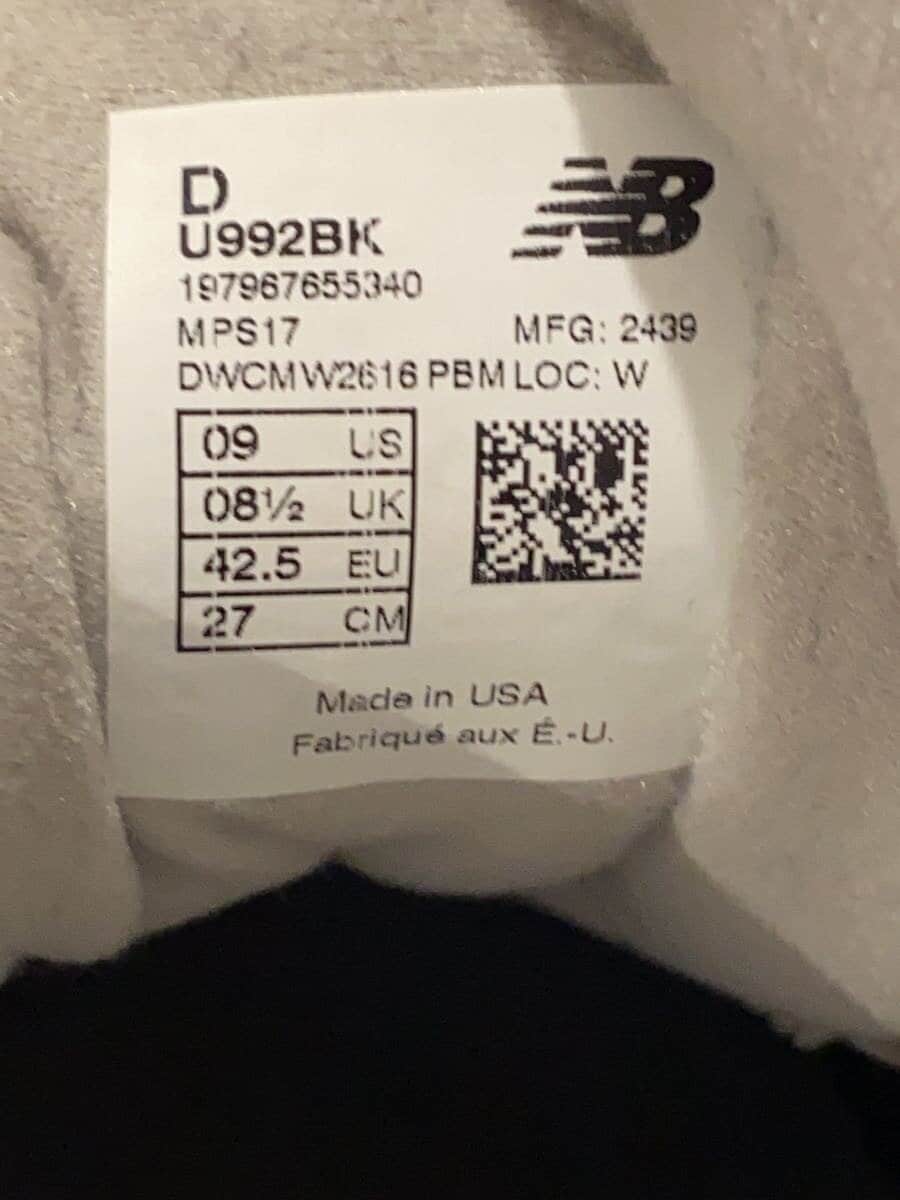 D
NB
U992BK
197967655340
MPS17 MFG: 2439
DWCMW2616 PBM LOC: W
09 US
08½ UK
42.5 EU
27 CM
Made in USA
Fabriqué aux É.-U.